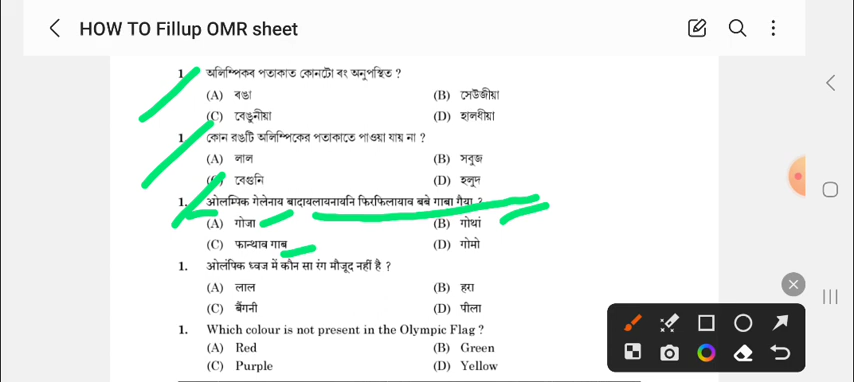 HOW TO Fillup OMR sheet
1. অলিম্পিকৰ পতাকাত কোনটো ৰং অনুপস্থিত ?
(A) ৰঙা (B) সেউজীয়া
(C) বেঙুনীয়া (D) হালধীয়া
1. কোন রঙটি অলিম্পিকের পতাকাতে পাওয়া যায় না ?
(A) লাল (B) সবুজ
(C) বেগুনি (D) হলুদ
1. ओलम्पिक गेलेनाय बादायलायनायनि फिरफिलायाव बबे गाबा गैया ?
(A) गोजा (B) गोथां
(C) फान्थाव गाब (D) गोमो
1. ओलंपिक ध्वज में कौन सा रंग मौजूद नहीं है ?
(A) लाल (B) हरा
(C) बैंगनी (D) पीला
1. Which colour is not present in the Olympic Flag ?
(A) Red (B) Green
(C) Purple (D) Yellow